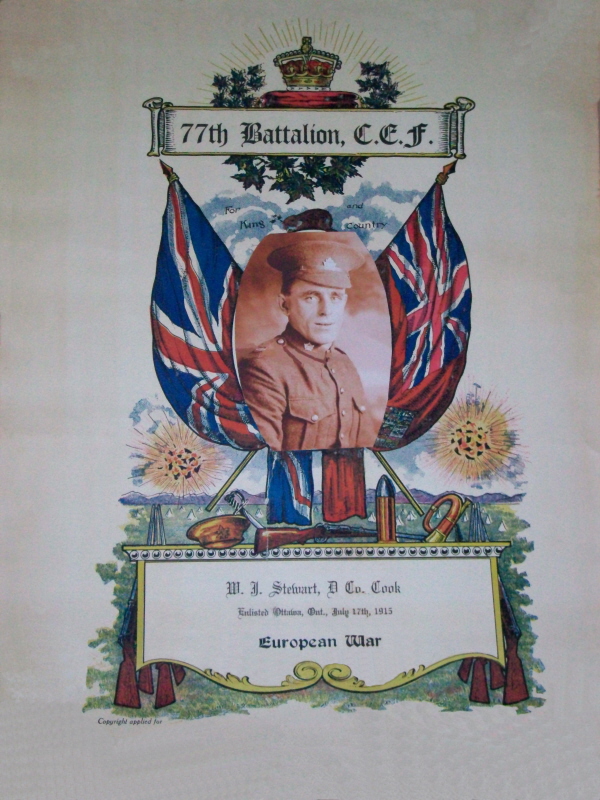 77th Battalion, C.E.F.
For King and Country
W. J. Stewart, D Co. Cook
Enlisted Ottawa, Ont., July 17th, 1915
European War
Copyright applied for